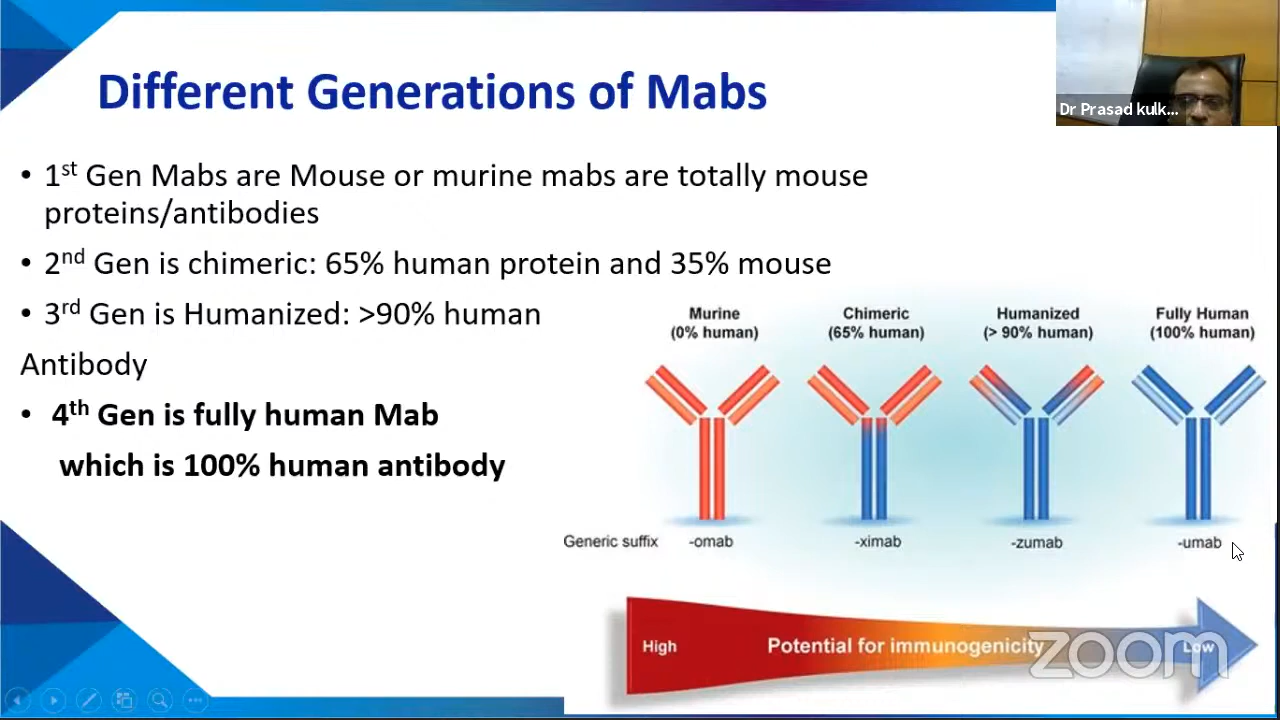 Different Generations of Mabs
Dr Prasad kulk...
• 1st Gen Mabs are Mouse or murine mabs are totally mouse
proteins/antibodies
• 2nd Gen is chimeric: 65% human protein and 35% mouse
• 3rd Gen is Humanized: >90% human
Antibody
• 4th Gen is fully human Mab
which is 100% human antibody
Murine
(0% human)
Chimeric
(65% human)
Humanized
(> 90% human)
Fully Human
(100% human)
Generic suffix -omab -ximab -zumab -umab
High Potential for immunogenicity Low
zoom